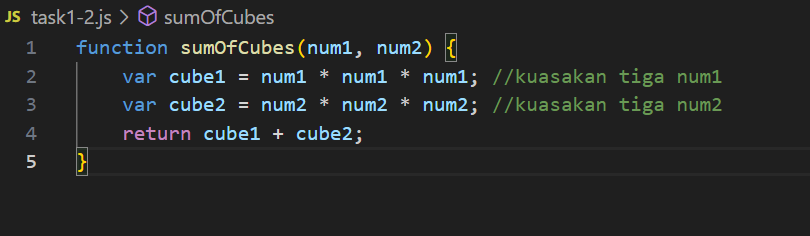 JS task1-2.js > sumOfCubes
1 function sumOfCubes(num1, num2) {
2     var cube1 = num1 * num1 * num1; //kuasakan tiga num1
3     var cube2 = num2 * num2 * num2; //kuasakan tiga num2
4     return cube1 + cube2;
5 }